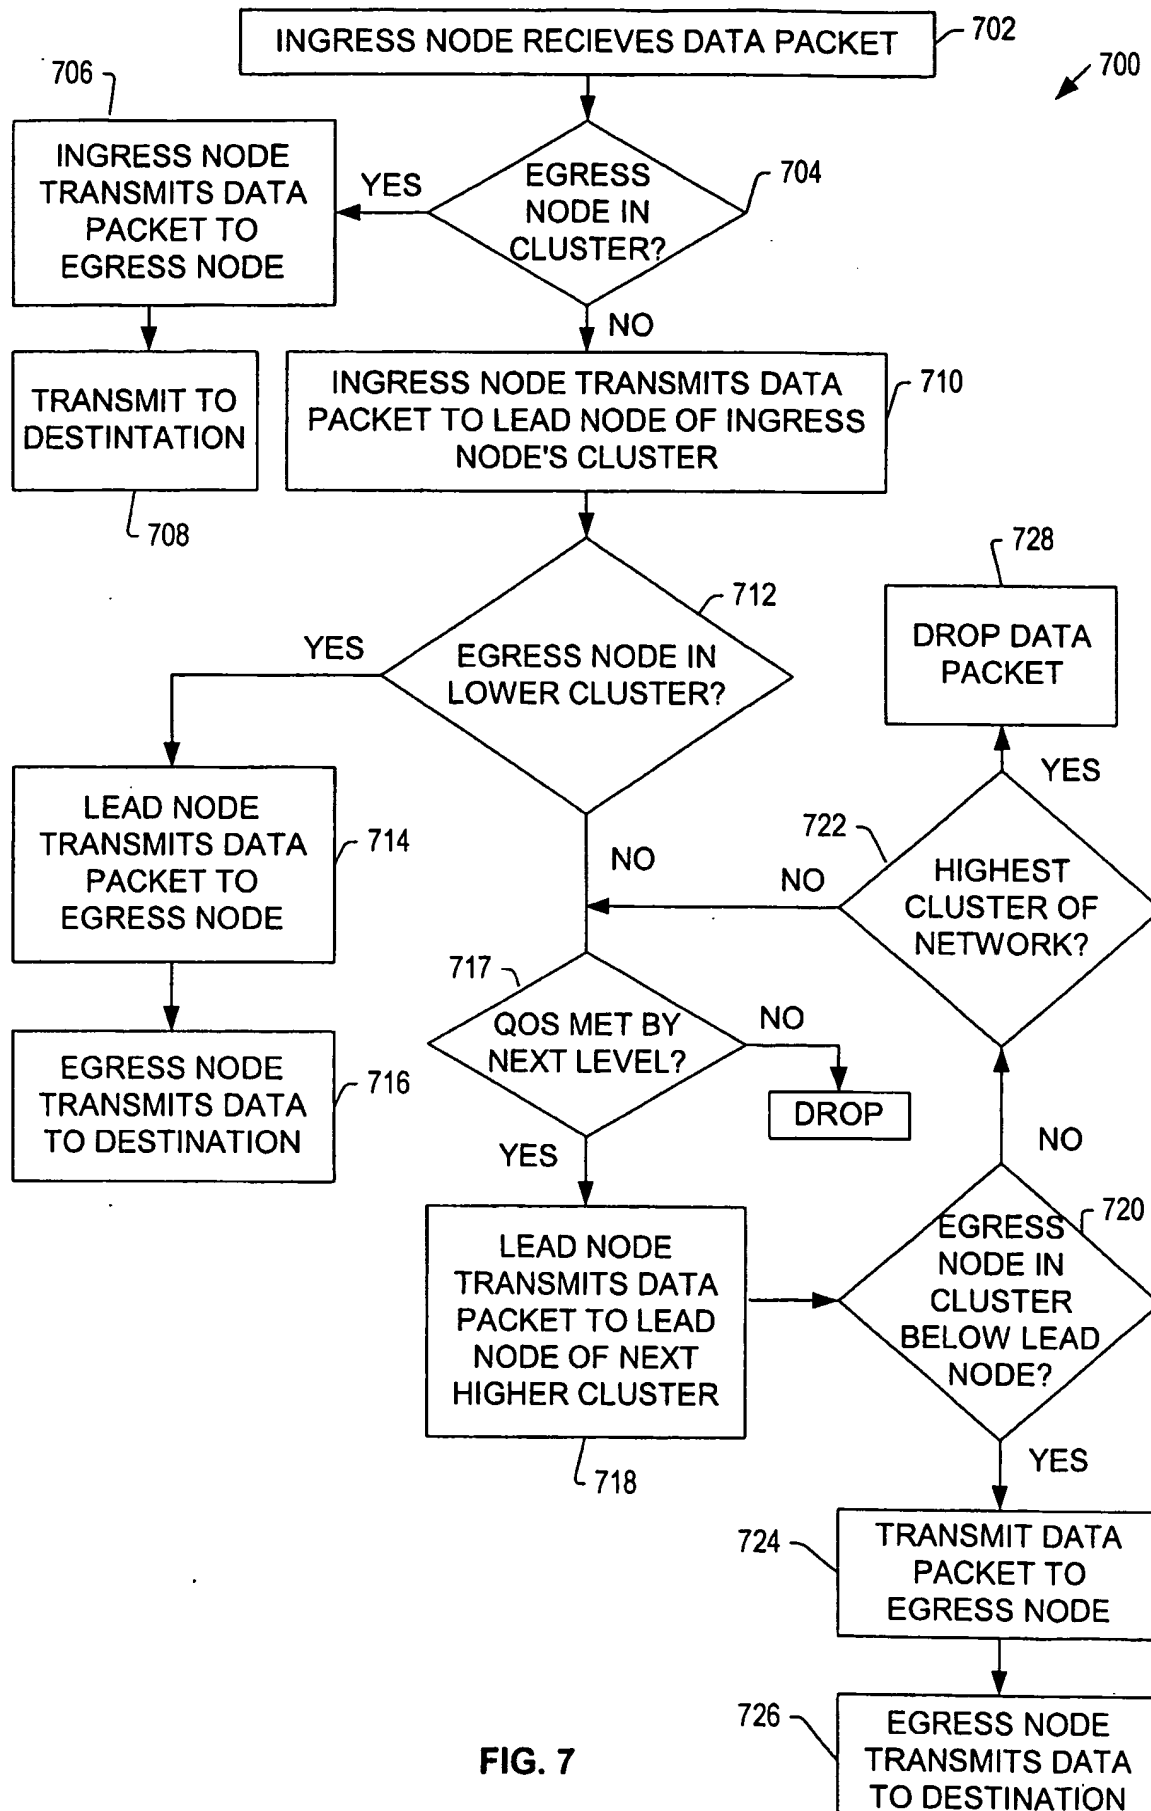 INGRESS NODE RECIEVES DATA PACKET
702
700
706
INGRESS NODE
TRANSMITS DATA
PACKET TO
EGRESS NODE
YES
EGRESS
NODE IN
CLUSTER?
704
NO
TRANSMIT TO
DESTINTATION
708
INGRESS NODE TRANSMITS DATA
PACKET TO LEAD NODE OF INGRESS
NODE'S CLUSTER
710
712
YES
EGRESS NODE IN
LOWER CLUSTER?
NO
728
DROP DATA
PACKET
YES
722
HIGHEST
CLUSTER OF
NETWORK?
NO
LEAD NODE
TRANSMITS DATA
PACKET TO
EGRESS NODE
714
717
QOS MET BY
NEXT LEVEL?
NO
DROP
YES
NO
EGRESS NODE
TRANSMITS DATA
TO DESTINATION
716
LEAD NODE
TRANSMITS DATA
PACKET TO LEAD
NODE OF NEXT
HIGHER CLUSTER
718
720
EGRESS
NODE IN
CLUSTER
BELOW LEAD
NODE?
YES
724
TRANSMIT DATA
PACKET TO
EGRESS NODE
726
EGRESS NODE
TRANSMITS DATA
TO DESTINATION
FIG. 7